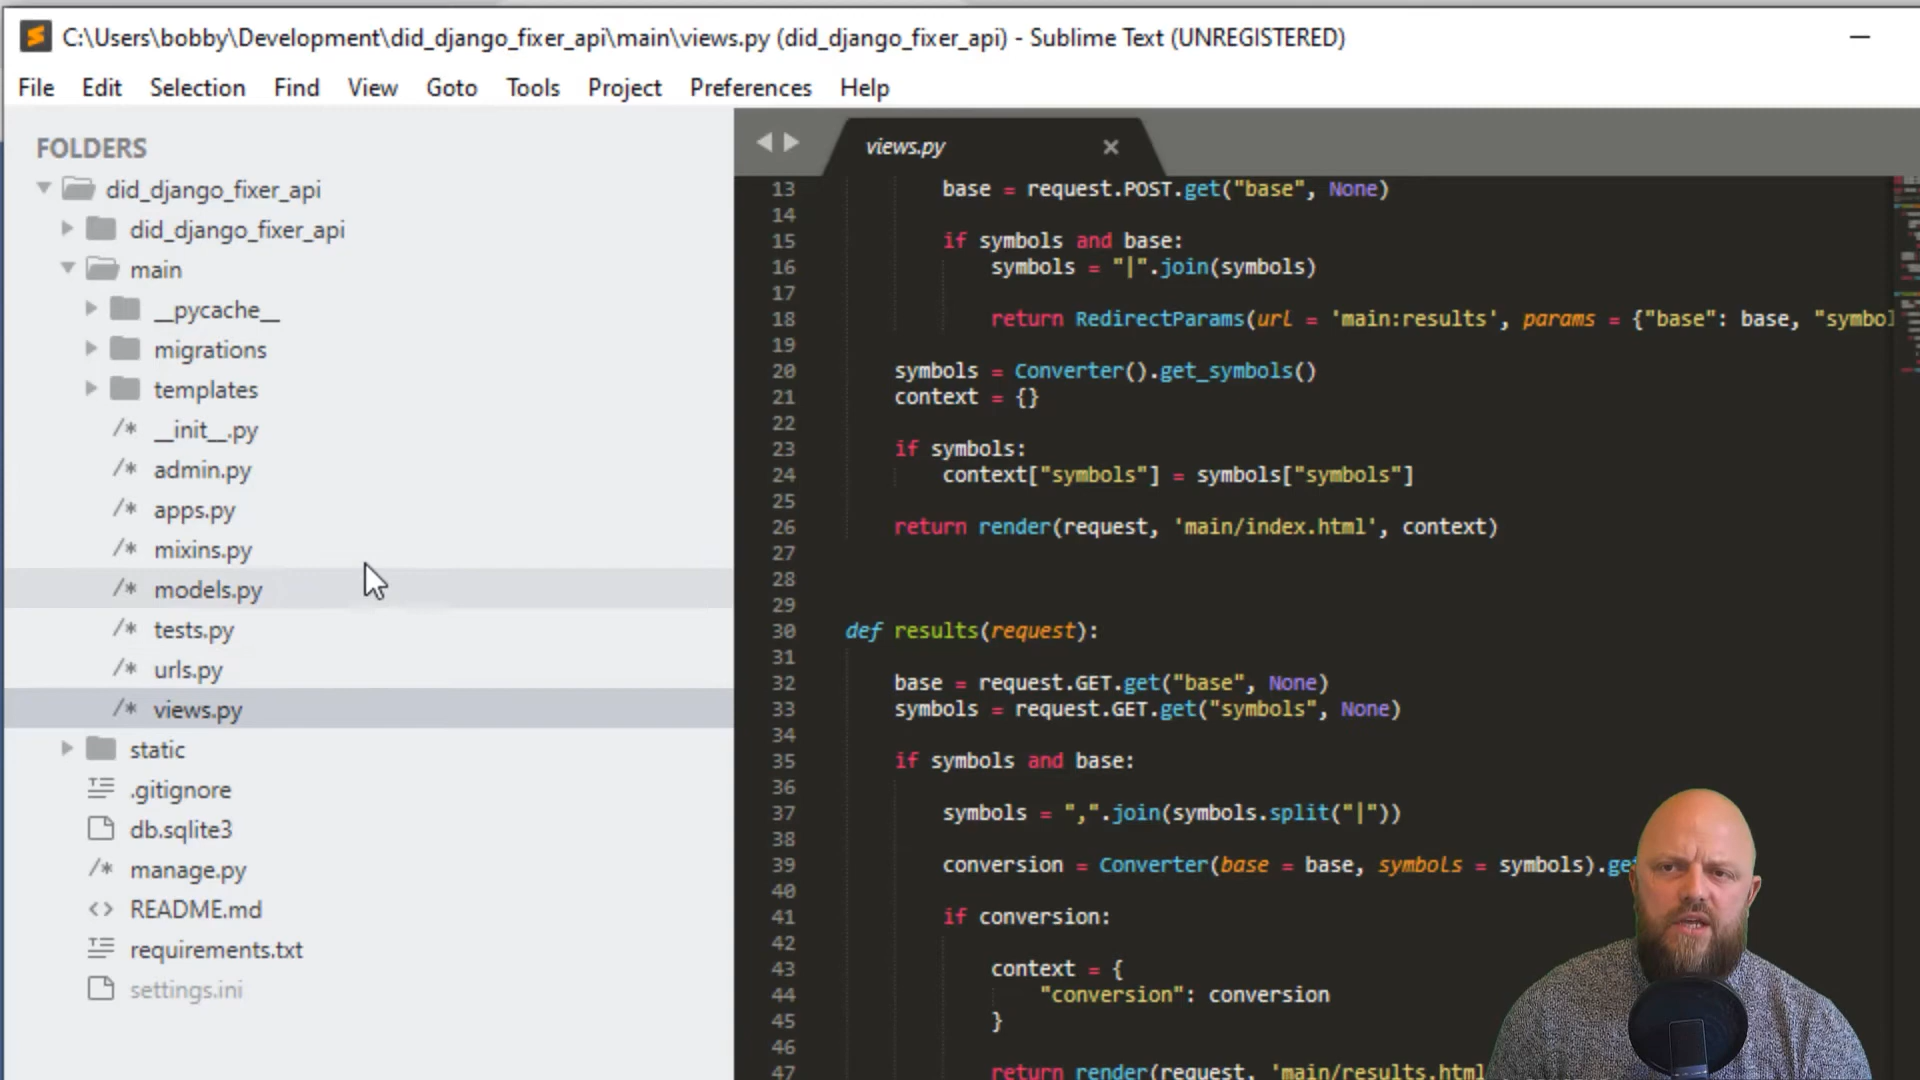 C:\Users\bobby\Development\did_django_fixer_api\main\views.py (did_django_fixer_api) - Sublime Text (UNREGISTERED)
File Edit Selection Find View Goto Tools Project Preferences Help
FOLDERS
did_django_fixer_api
did_django_fixer_api
main
__pycache__
migrations
templates
/* __init__.py
/* admin.py
/* apps.py
/* mixins.py
/* models.py
/* tests.py
/* urls.py
/* views.py
static
.gitignore
db.sqlite3
/* manage.py
<> README.md
requirements.txt
settings.ini
views.py
13 base = request.POST.get("base", None)
14
15 if symbols and base:
16 symbols = "|".join(symbols)
17
18 return RedirectParams(url = 'main:results', params = {"base": base, "symbol
19
20 symbols = Converter().get_symbols()
21 context = {}
22
23 if symbols:
24 context["symbols"] = symbols["symbols"]
25
26 return render(request, 'main/index.html', context)
27
28
29
30 def results(request):
31
32 base = request.GET.get("base", None)
33 symbols = request.GET.get("symbols", None)
34
35 if symbols and base:
36
37 symbols = ",".join(symbols.split("|"))
38
39 conversion = Converter(base = base, symbols = symbols).ge
40
41 if conversion:
42
43 context = {
44 "conversion": conversion
45 }
46
47 return render(request, 'main/results.html